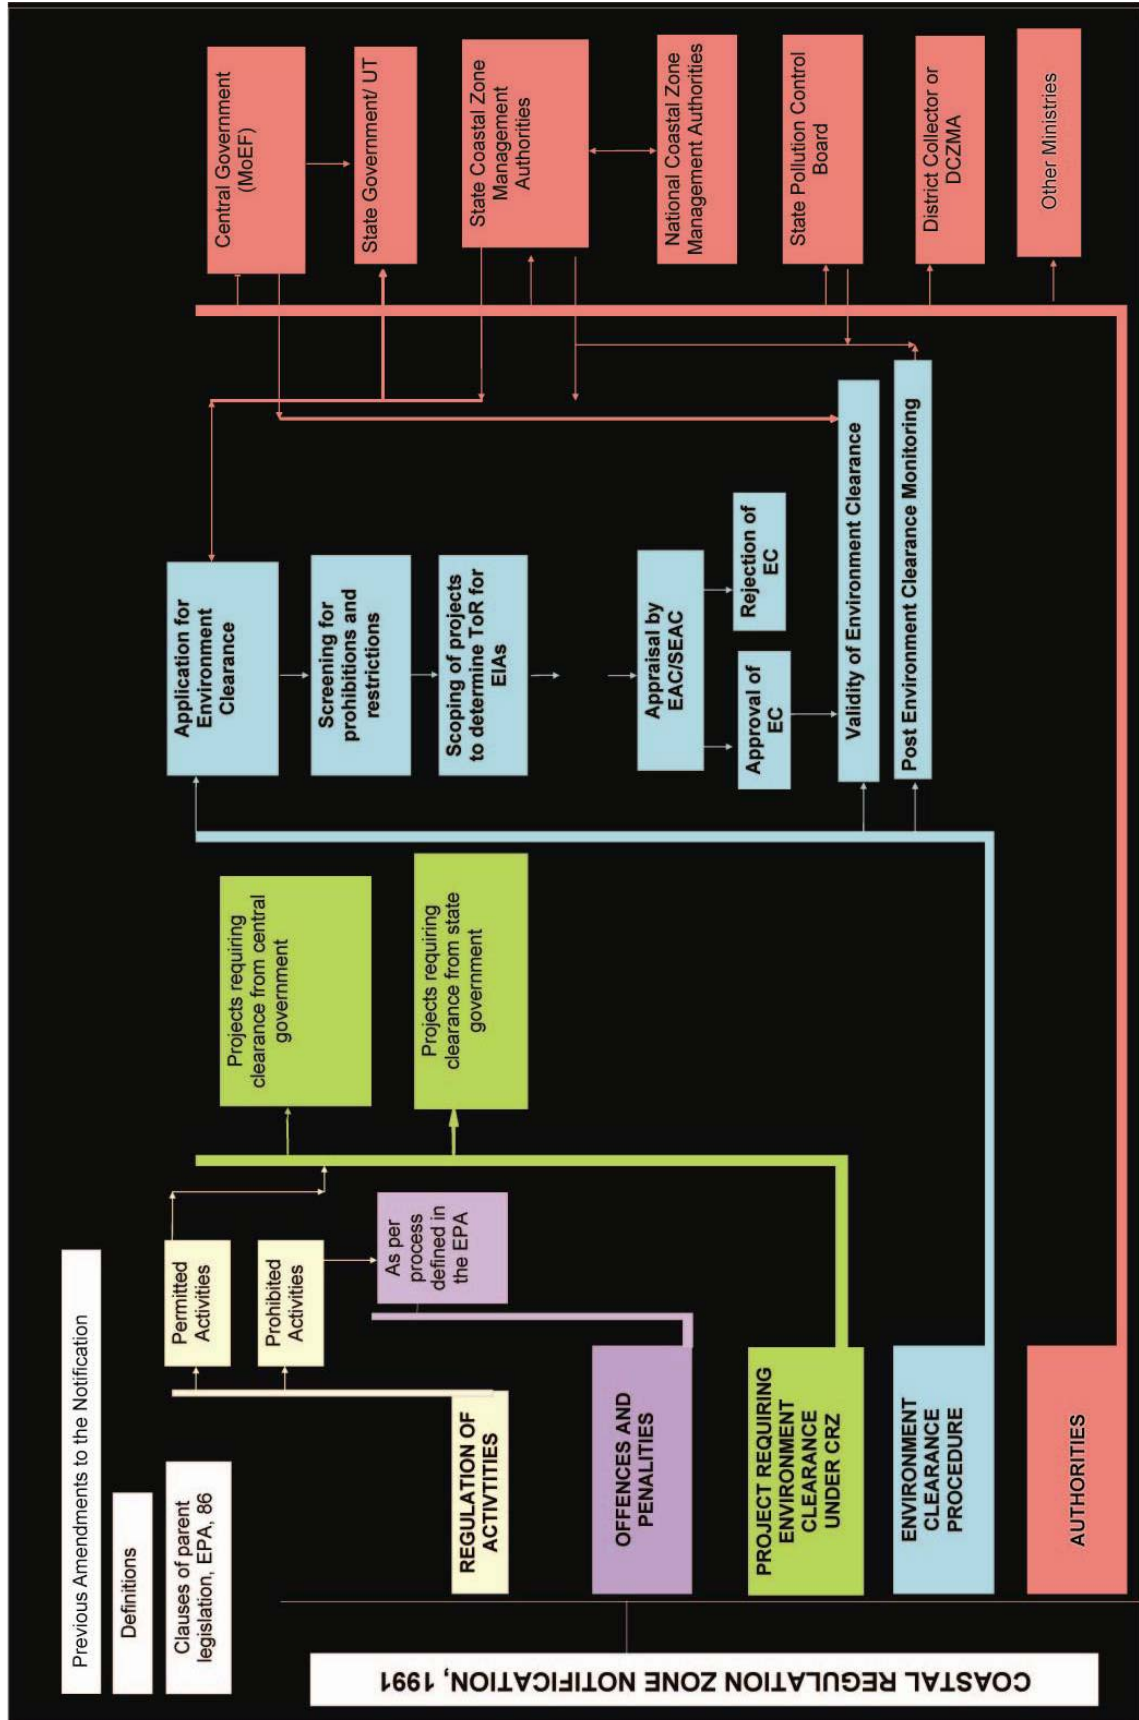 Previous Amendments to the Notification
Definitions
Clauses of parent
legislation, EPA, 86
COASTAL REGULATION ZONE NOTIFICATION, 1991
REGULATION OF
ACTIVTITIES
Permitted
Activities
Prohibited
Activities
OFFENCES AND
PENALITIES
As per
process
defined in
the EPA
PROJECT REQUIRING
ENVIRONMENT
CLEARANCE
UNDER CRZ
Projects requiring
clearance from central
government
Projects requiring
clearance from state
government
ENVIRONMENT
CLEARANCE
PROCEDURE
Application for
Environment
Clearance
Screening for
prohibitions and
restrictions
Scoping of projects
to determine ToR for
EIAs
Appraisal by
EAC/SEAC
Approval of
EC
Rejection of
EC
Validity of Environment Clearance
Post Environment Clearance Monitoring
AUTHORITIES
Central Government
(MoEF)
State Government/ UT
State Coastal Zone
Management
Authorities
National Coastal Zone
Management Authorities
State Pollution Control
Board
District Collector or
DCZMA
Other Ministries